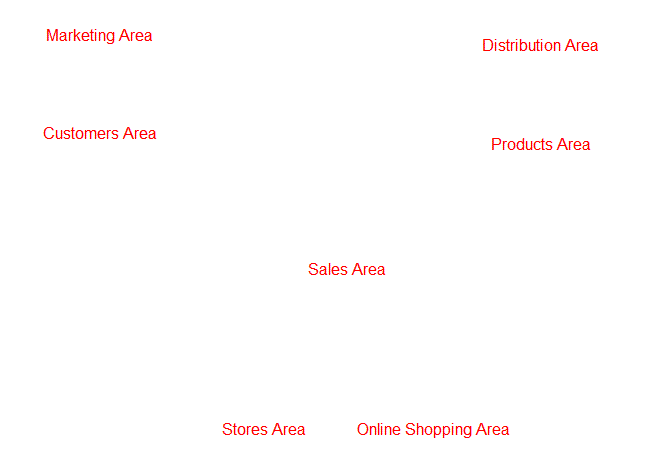 Marketing Area
Distribution Area
Customers Area
Products Area
Sales Area
Stores Area
Online Shopping Area